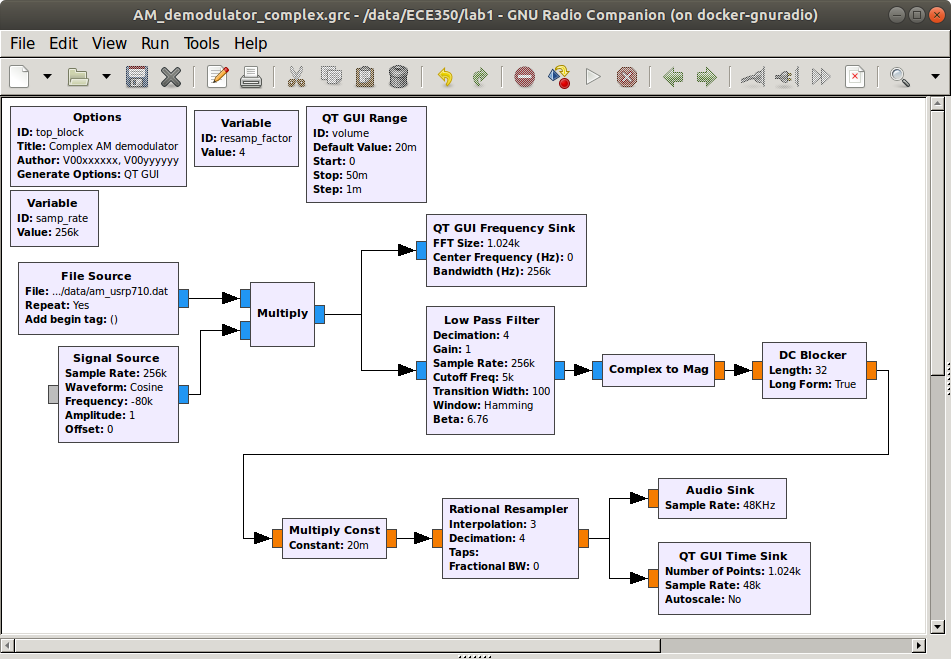 AM_demodulator_complex.grc - /data/ECE350/lab1 - GNU Radio Companion (on docker-gnuradio)
File Edit View Run Tools Help
Options
ID: top_block
Title: Complex AM demodulator
Author: V00xxxxxx, V00yyyyyy
Generate Options: QT GUI
Variable
ID: resamp_factor
Value: 4
QT GUI Range
ID: volume
Default Value: 20m
Start: 0
Stop: 50m
Step: 1m
Variable
ID: samp_rate
Value: 256k
QT GUI Frequency Sink
FFT Size: 1.024k
Center Frequency (Hz): 0
Bandwidth (Hz): 256k
File Source
File: .../data/am_usrp710.dat
Repeat: Yes
Add begin tag: ()
Multiply
Signal Source
Sample Rate: 256k
Waveform: Cosine
Frequency: -80k
Amplitude: 1
Offset: 0
Low Pass Filter
Decimation: 4
Gain: 1
Sample Rate: 256k
Cutoff Freq: 5k
Transition Width: 100
Window: Hamming
Beta: 6.76
Complex to Mag
DC Blocker
Length: 32
Long Form: True
Multiply Const
Constant: 20m
Rational Resampler
Interpolation: 3
Decimation: 4
Taps:
Fractional BW: 0
Audio Sink
Sample Rate: 48KHz
QT GUI Time Sink
Number of Points: 1.024k
Sample Rate: 48k
Autoscale: No